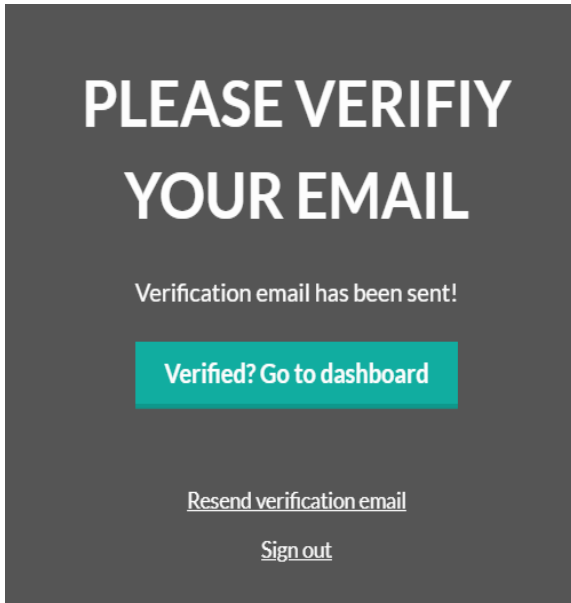 PLEASE VERIFIY
YOUR EMAIL
Verification email has been sent!
Verified? Go to dashboard
Resend verification email
Sign out